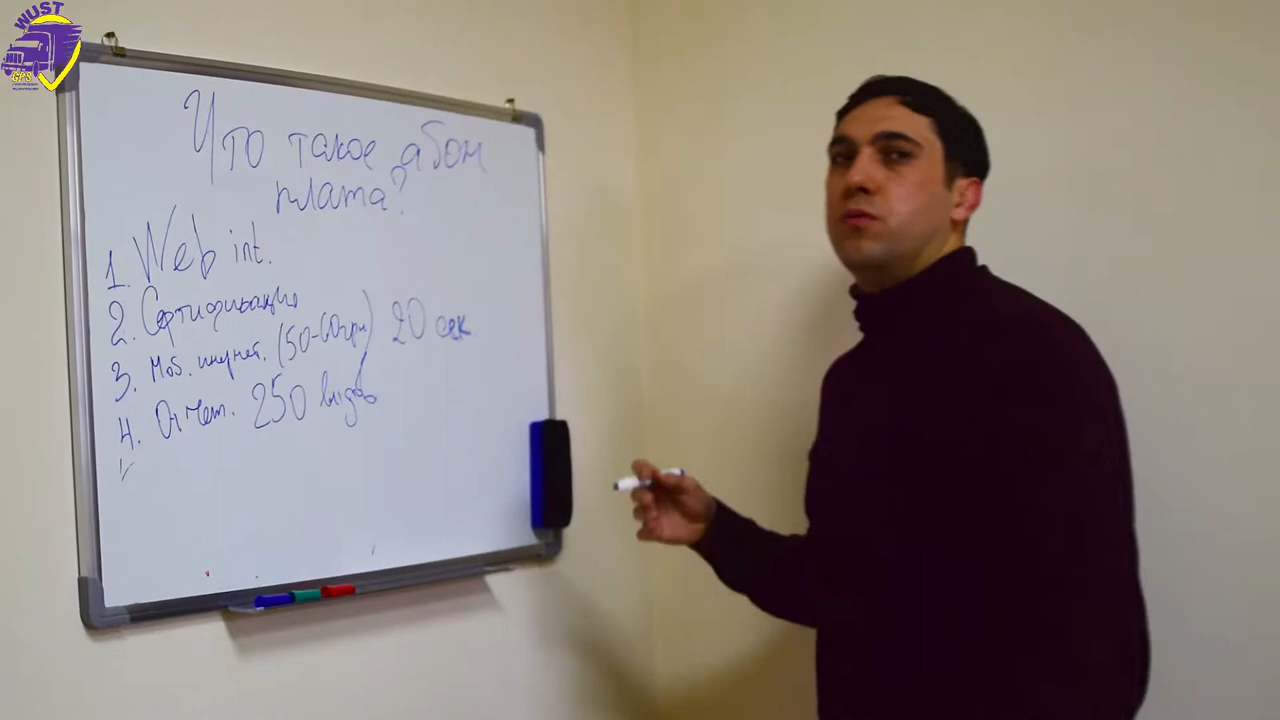 WUST
GPS
Что такое абон
плата?
1. Web int.
2. Сертификация
3. Моб. интернет. (50-60грн) 20 сек
4. Отчет. 250 видов